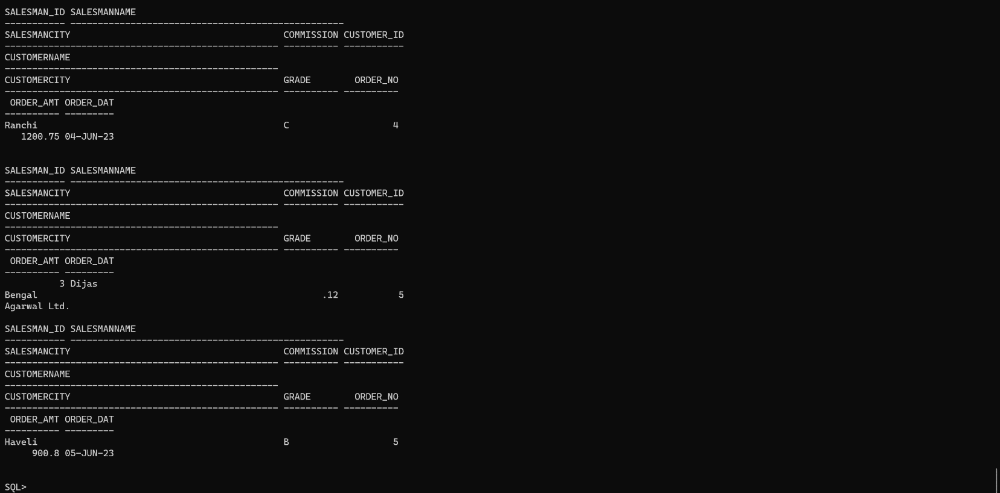 SALESMAN_ID SALESMANNAME
----------- --------------------------------------------------
SALESMANCITY                                       COMMISSION CUSTOMER_ID
-------------------------------------------------- ---------- -----------
CUSTOMERNAME
--------------------------------------------------
CUSTOMERCITY                                       GRADE        ORDER_NO
-------------------------------------------------- ---------- ----------
 ORDER_AMT ORDER_DAT
---------- ---------
Ranchi                                             C                   4
   1200.75 04-JUN-23

SALESMAN_ID SALESMANNAME
----------- --------------------------------------------------
SALESMANCITY                                       COMMISSION CUSTOMER_ID
-------------------------------------------------- ---------- -----------
CUSTOMERNAME
--------------------------------------------------
CUSTOMERCITY                                       GRADE        ORDER_NO
-------------------------------------------------- ---------- ----------
 ORDER_AMT ORDER_DAT
---------- ---------
          3 Dijas
Bengal                                                    .12           5
Agarwal Ltd.

SALESMAN_ID SALESMANNAME
----------- --------------------------------------------------
SALESMANCITY                                       COMMISSION CUSTOMER_ID
-------------------------------------------------- ---------- -----------
CUSTOMERNAME
--------------------------------------------------
CUSTOMERCITY                                       GRADE        ORDER_NO
-------------------------------------------------- ---------- ----------
 ORDER_AMT ORDER_DAT
---------- ---------
Haveli                                             B                   5
     900.8 05-JUN-23

SQL>